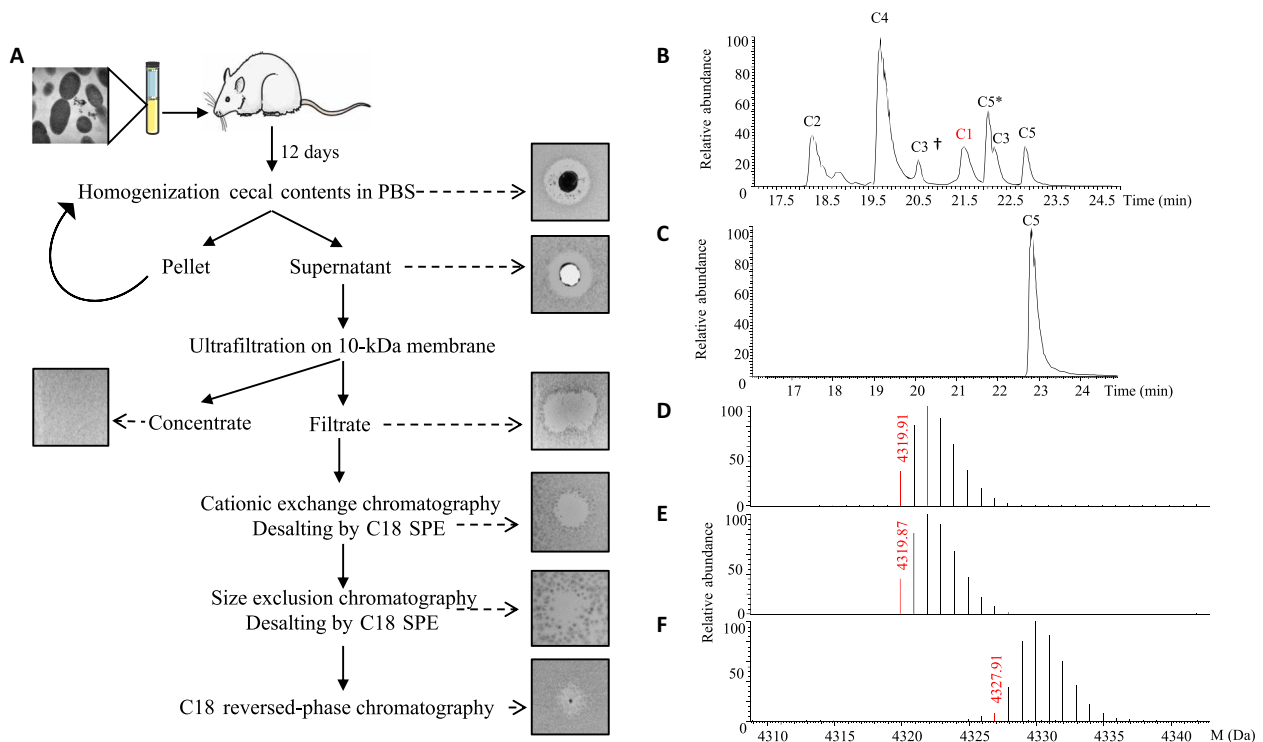 A
12 days
Homogenization cecal contents in PBS
Pellet
Supernatant
Ultrafiltration on 10-kDa membrane
Concentrate
Filtrate
Cationic exchange chromatography
Desalting by C18 SPE
Size exclusion chromatography
Desalting by C18 SPE
C18 reversed-phase chromatography
B
Relative abundance
100
80
60
40
20
0
C2
C4
C3 †
C1
C5*
C3
C5
17.5 18.5 19.5 20.5 21.5 22.5 23.5 24.5 Time (min)
C
Relative abundance
100
80
60
40
20
0
C5
17 18 19 20 21 22 23 24 Time (min)
D
100
50
0
4319.91
E
Relative abundance
100
50
0
4319.87
F
100
50
0
4327.91
4310 4315 4320 4325 4330 4335 4340 M (Da)